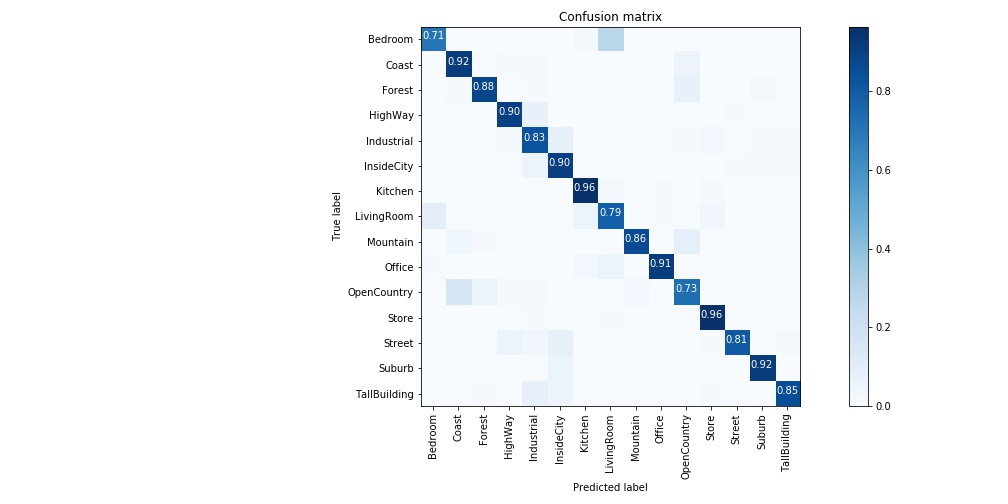 Confusion matrix
True label
Bedroom
Coast
Forest
HighWay
Industrial
InsideCity
Kitchen
LivingRoom
Mountain
Office
OpenCountry
Store
Street
Suburb
TallBuilding
0.71
0.92
0.88
0.90
0.83
0.90
0.96
0.79
0.86
0.91
0.73
0.96
0.81
0.92
0.85
Bedroom
Coast
Forest
HighWay
Industrial
InsideCity
Kitchen
LivingRoom
Mountain
Office
OpenCountry
Store
Street
Suburb
TallBuilding
Predicted label
0.8
0.6
0.4
0.2
0.0